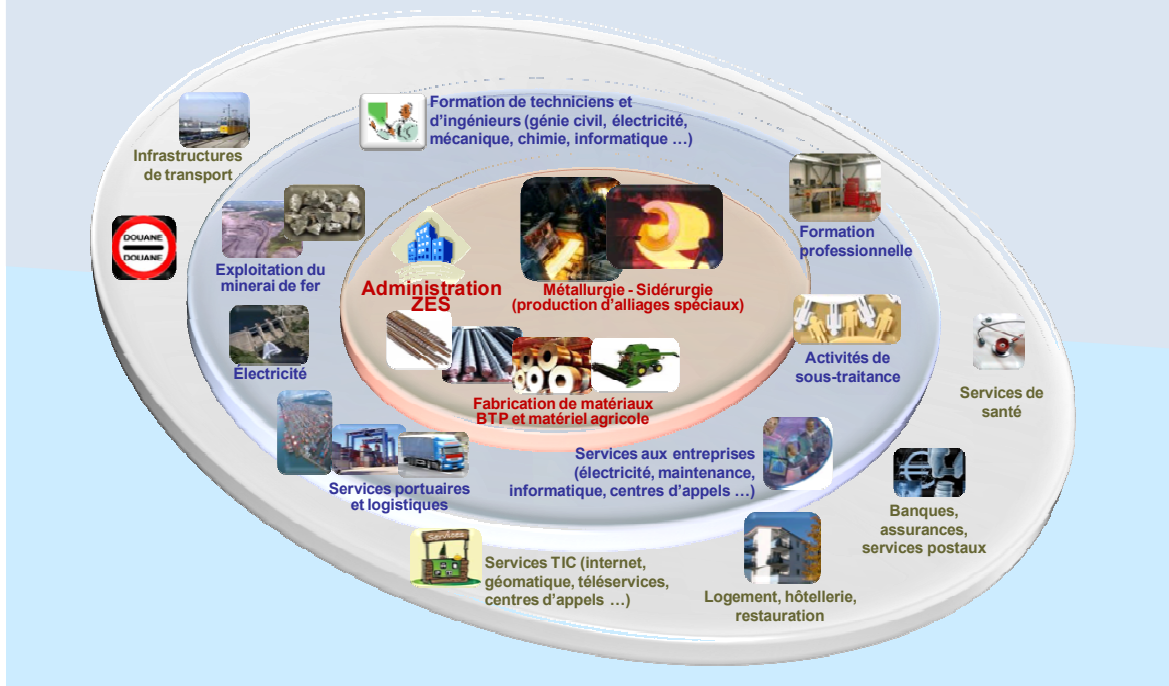 Formation de techniciens et
d'ingénieurs (génie civil, électricité,
mécanique, chimie, informatique …)
Infrastructures
de transport
DOUANE
DOUANE
Exploitation du
minerai de fer
Administration
ZES
Métallurgie - Sidérurgie
(production d'alliages spéciaux)
Formation
professionnelle
Électricité
Activités de
sous-traitance
Fabrication de matériaux
BTP et matériel agricole
Services de
santé
Services aux entreprises
(électricité, maintenance,
informatique, centres d'appels …)
Services portuaires
et logistiques
Banques,
assurances,
services postaux
Services
Services TIC (internet,
géomatique, téléservices,
centres d'appels …)
Logement, hôtellerie,
restauration